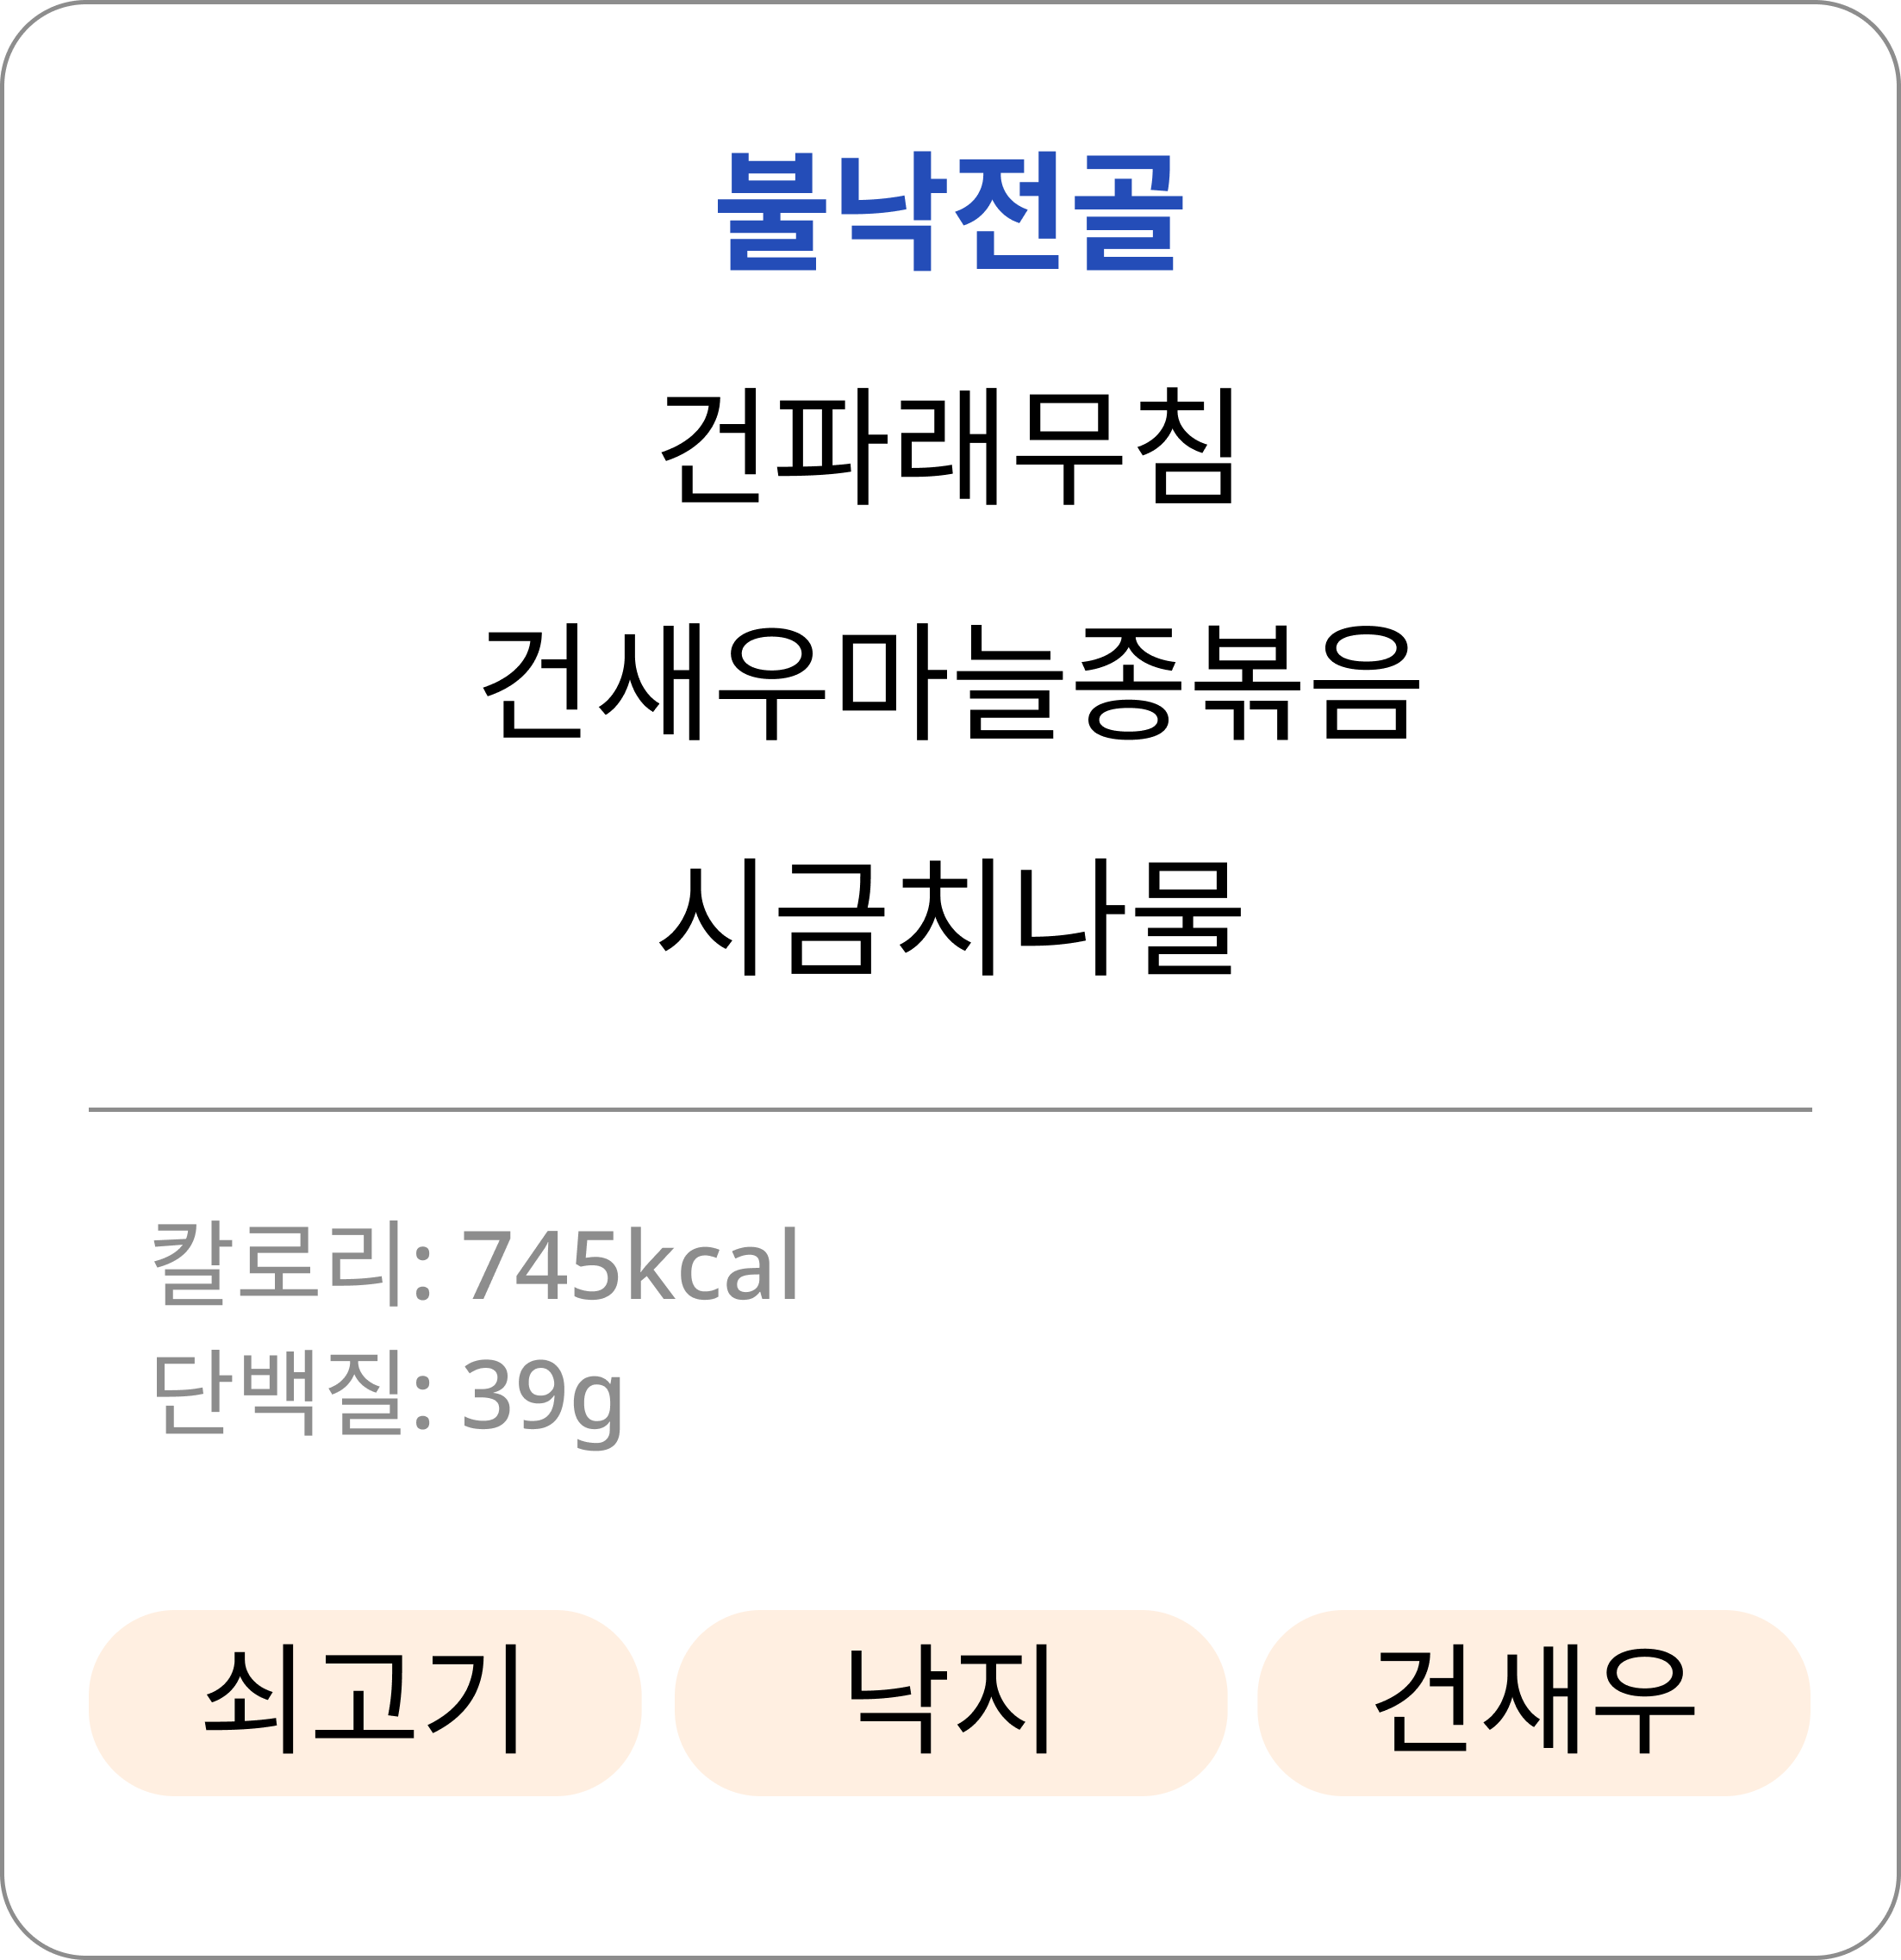 불낙전골
건파래무침
건새우마늘종볶음
시금치나물
칼로리: 745kcal
단백질: 39g
쇠고기 낙지 건새우